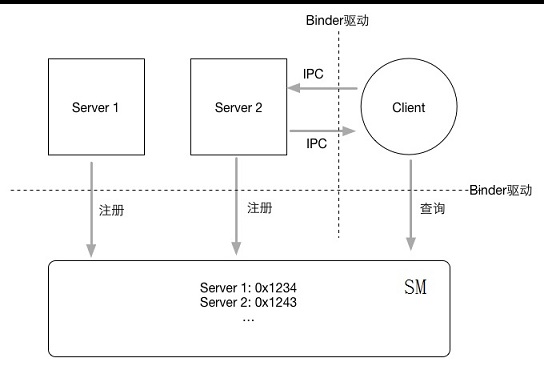 Binder驱动
IPC
Server 1
Server 2
Client
IPC
Binder驱动
注册
注册
查询
Server 1: 0x1234
SM
Server 2: 0x1243
...